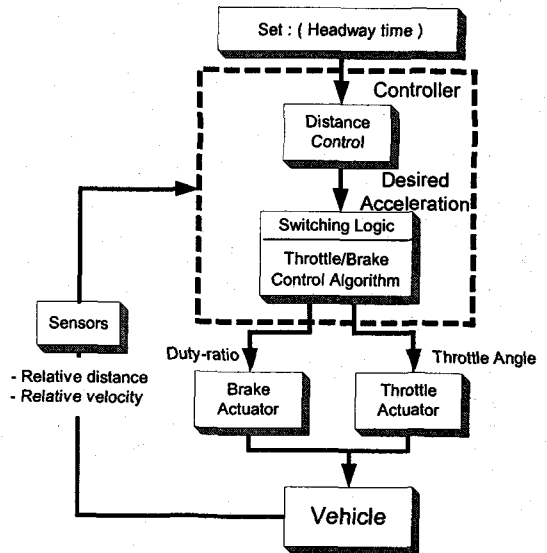 Set : ( Headway time )
Controller
Distance
Control
Desired
Acceleration
Switching Logic
Throttle/Brake
Control Algorithm
Sensors
- Relative distance
- Relative velocity
Duty-ratio
Throttle Angle
Brake
Actuator
Throttle
Actuator
Vehicle